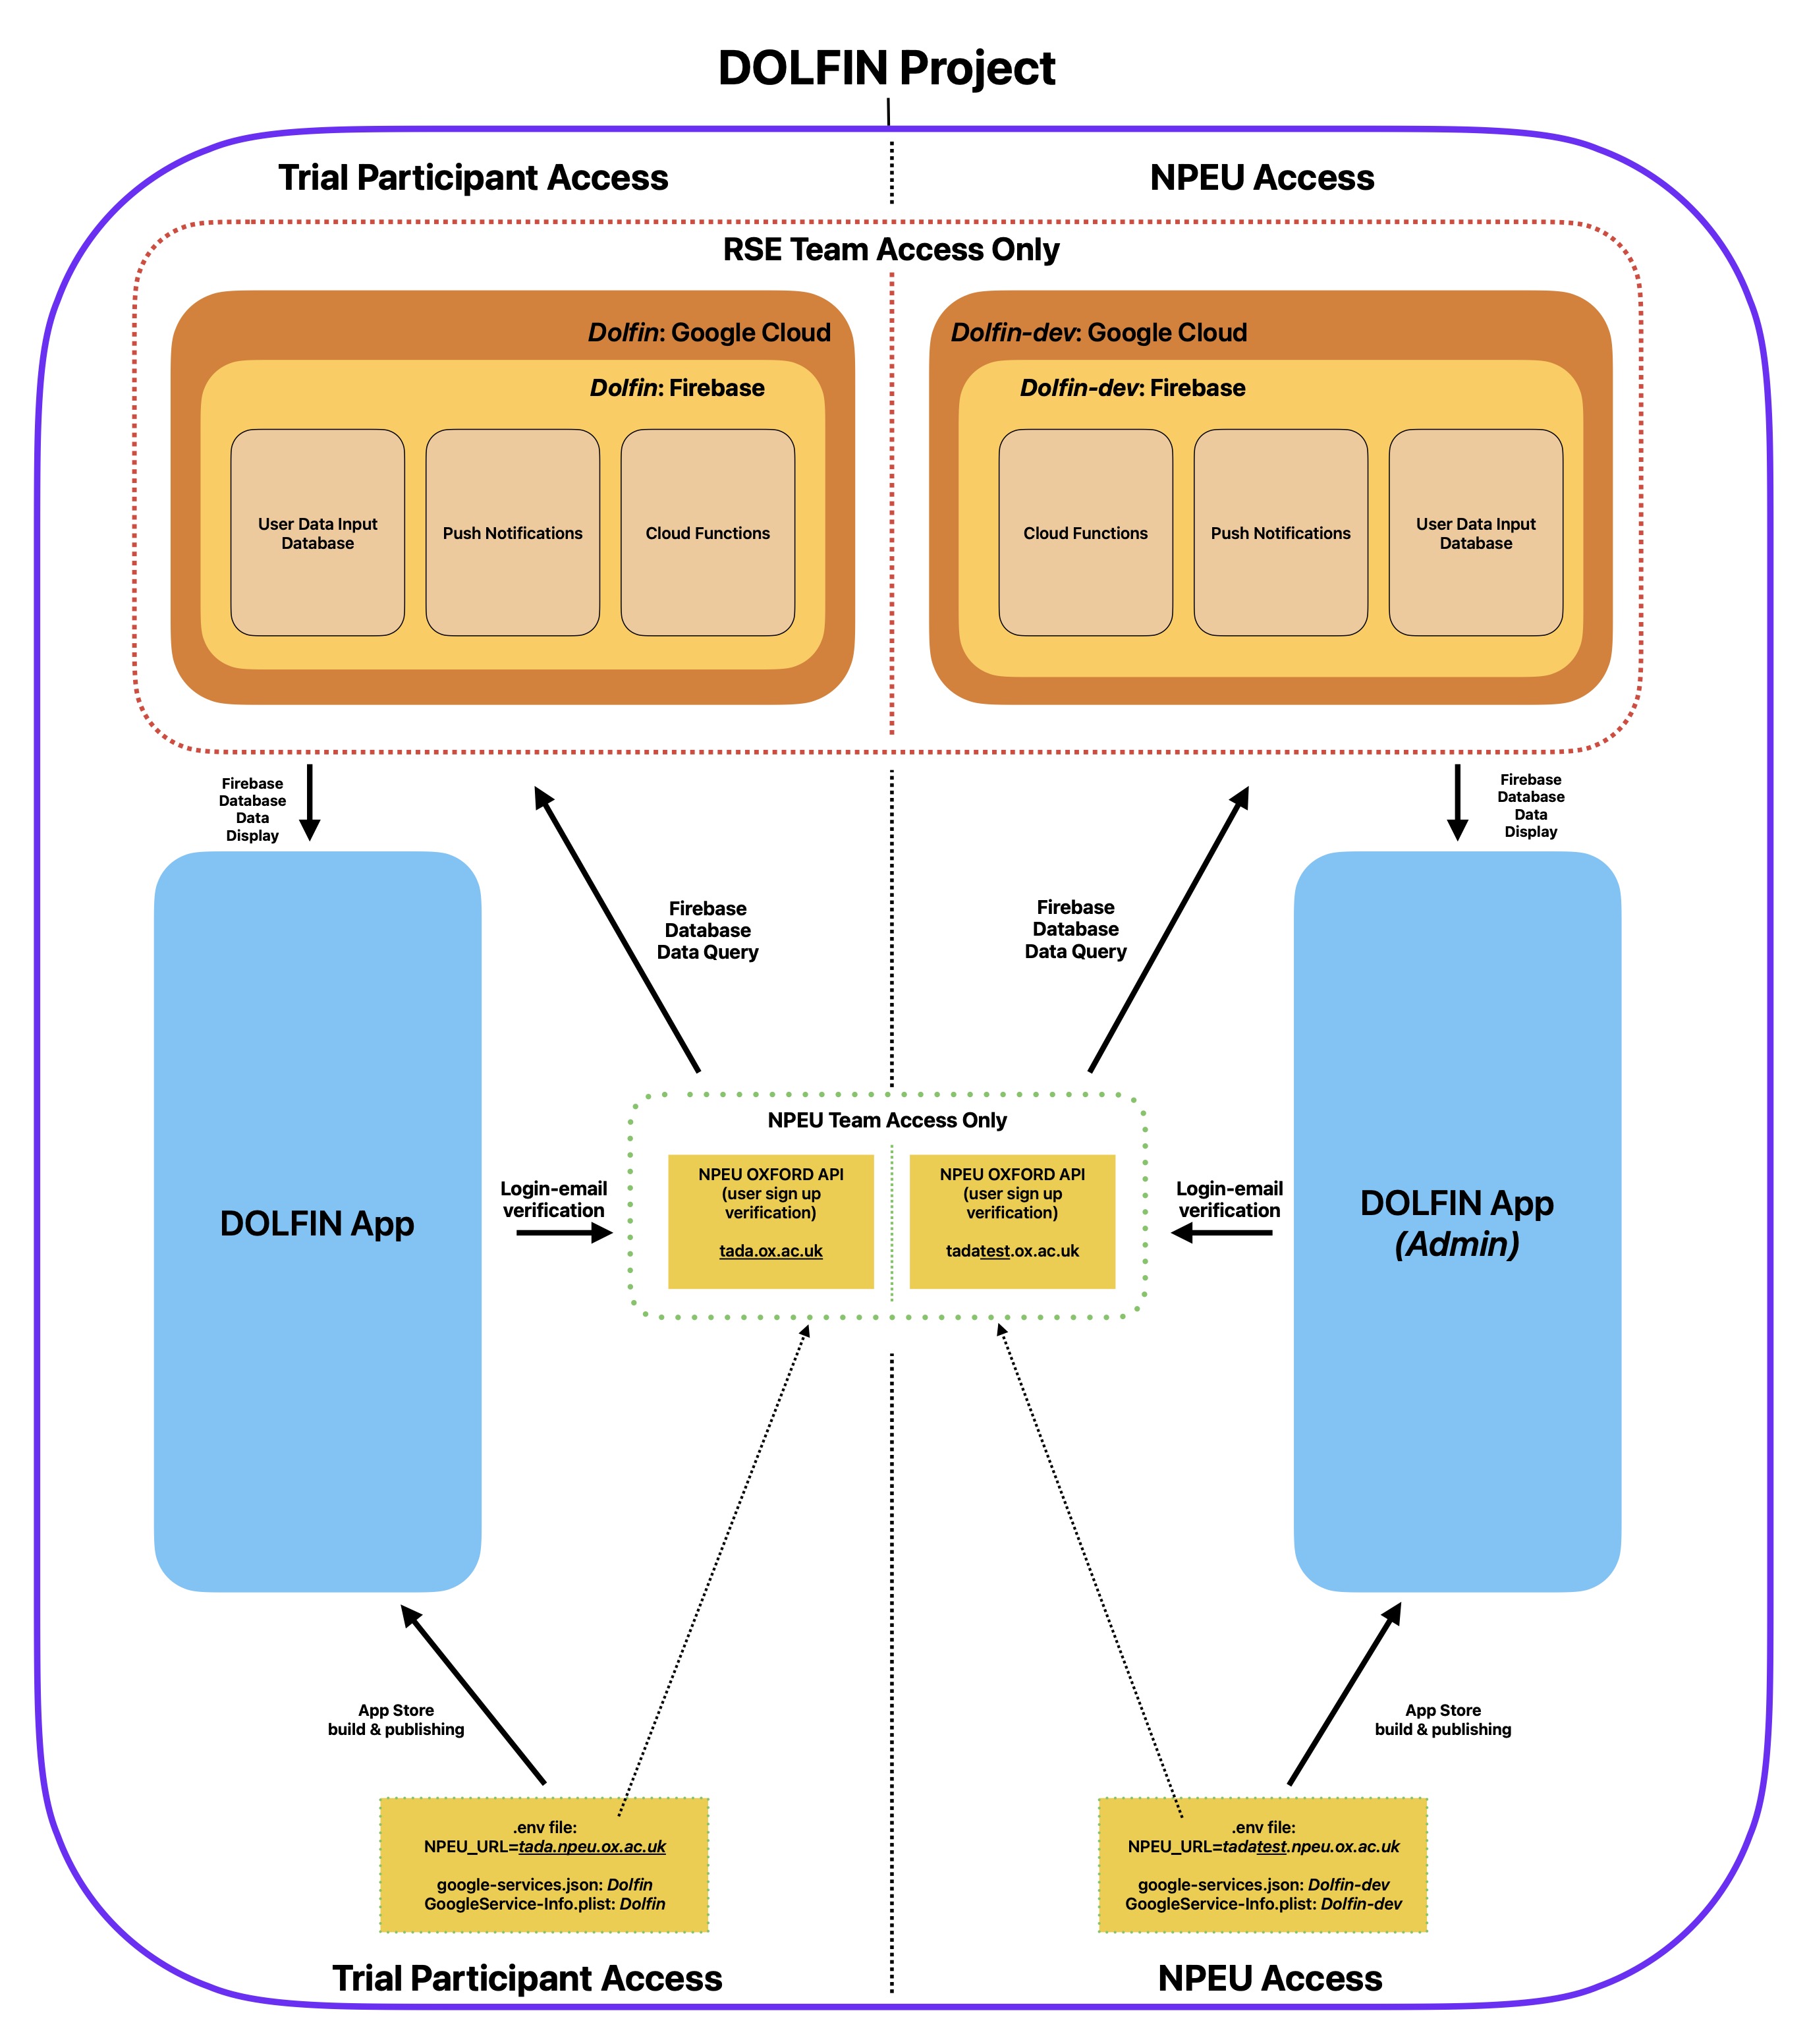 DOLFIN Project
Trial Participant Access
NPEU Access
RSE Team Access Only
Dolfin: Google Cloud
Dolfin: Firebase
User Data Input
Database
Push Notifications
Cloud Functions
Dolfin-dev: Google Cloud
Dolfin-dev: Firebase
Cloud Functions
Push Notifications
User Data Input
Database
Firebase
Database
Data
Display
Firebase
Database
Data Query
Firebase
Database
Data Query
Firebase
Database
Data
Display
DOLFIN App
Login-email
verification
NPEU Team Access Only
NPEU OXFORD API
(user sign up
verification)
tada.ox.ac.uk
NPEU OXFORD API
(user sign up
verification)
tadatest.ox.ac.uk
Login-email
verification
DOLFIN App
(Admin)
App Store
build & publishing
App Store
build & publishing
.env file:
NPEU_URL=tada.npeu.ox.ac.uk
google-services.json: Dolfin
GoogleService-Info.plist: Dolfin
.env file:
NPEU_URL=tadatest.npeu.ox.ac.uk
google-services.json: Dolfin-dev
GoogleService-Info.plist: Dolfin-dev
Trial Participant Access
NPEU Access